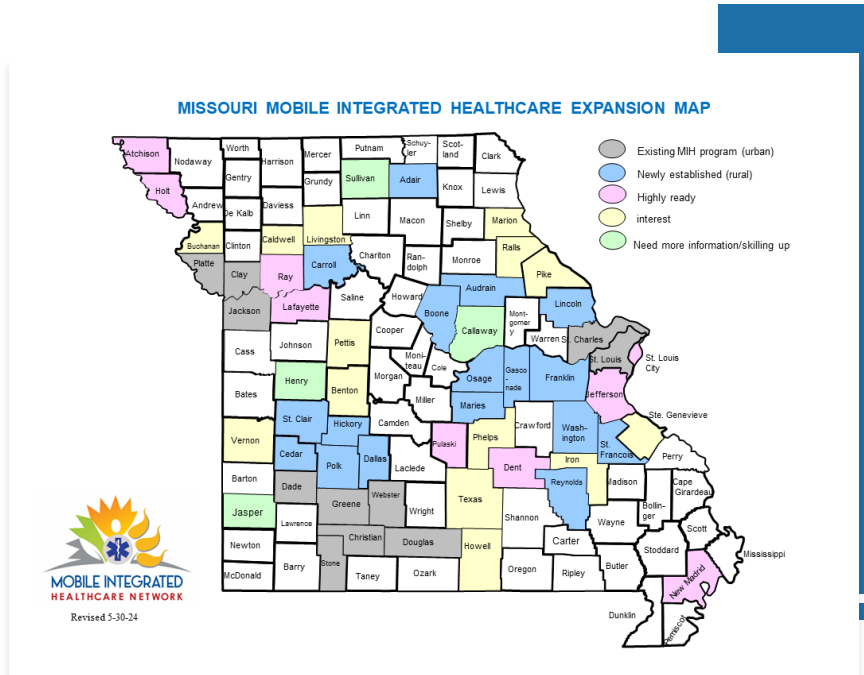 MISSOURI MOBILE INTEGRATED HEALTHCARE EXPANSION MAP
Existing MIH program (urban)
Newly established (rural)
Highly ready
interest
Need more information/skilling up
Atchison
Nodaway
Worth
Harrison
Mercer
Putnam
Schuy-
ler
Scot-
land
Clark
Gentry
Grundy
Sullivan
Adair
Knox
Lewis
Holt
Andrew
De Kalb
Daviess
Linn
Macon
Shelby
Marion
Buchanan
Clinton
Caldwell
Livingston
Chariton
Ran-
dolph
Monroe
Ralls
Platte
Clay
Ray
Carroll
Pike
Audrain
Jackson
Lafayette
Saline
Howard
Boone
Callaway
Mont-
gomer
y
Lincoln
Warren
St. Charles
St. Louis
St. Louis
City
Cass
Johnson
Pettis
Cooper
Moni-
teau
Cole
Osage
Gasco
nade
Franklin
Jefferson
Bates
Henry
Benton
Morgan
Miller
Maries
Ste. Genevieve
St. Clair
Hickory
Camden
Pulaski
Phelps
Crawford
Wash-
ington
St.
Francois
Perry
Vernon
Cedar
Polk
Dallas
Laclede
Dent
Iron
Reynolds
Madison
Cape
Girardeau
Barton
Dade
Greene
Webster
Wright
Texas
Shannon
Bollin-
ger
Wayne
Scott
Jasper
Lawrence
Christian
Douglas
Howell
Carter
Stoddard
Mississippi
Newton
McDonald
Barry
Stone
Taney
Ozark
Oregon
Ripley
Butler
New Madrid
Dunklin
Pemiscot
MOBILE INTEGRATED
HEALTHCARE NETWORK
Revised 5-30-24